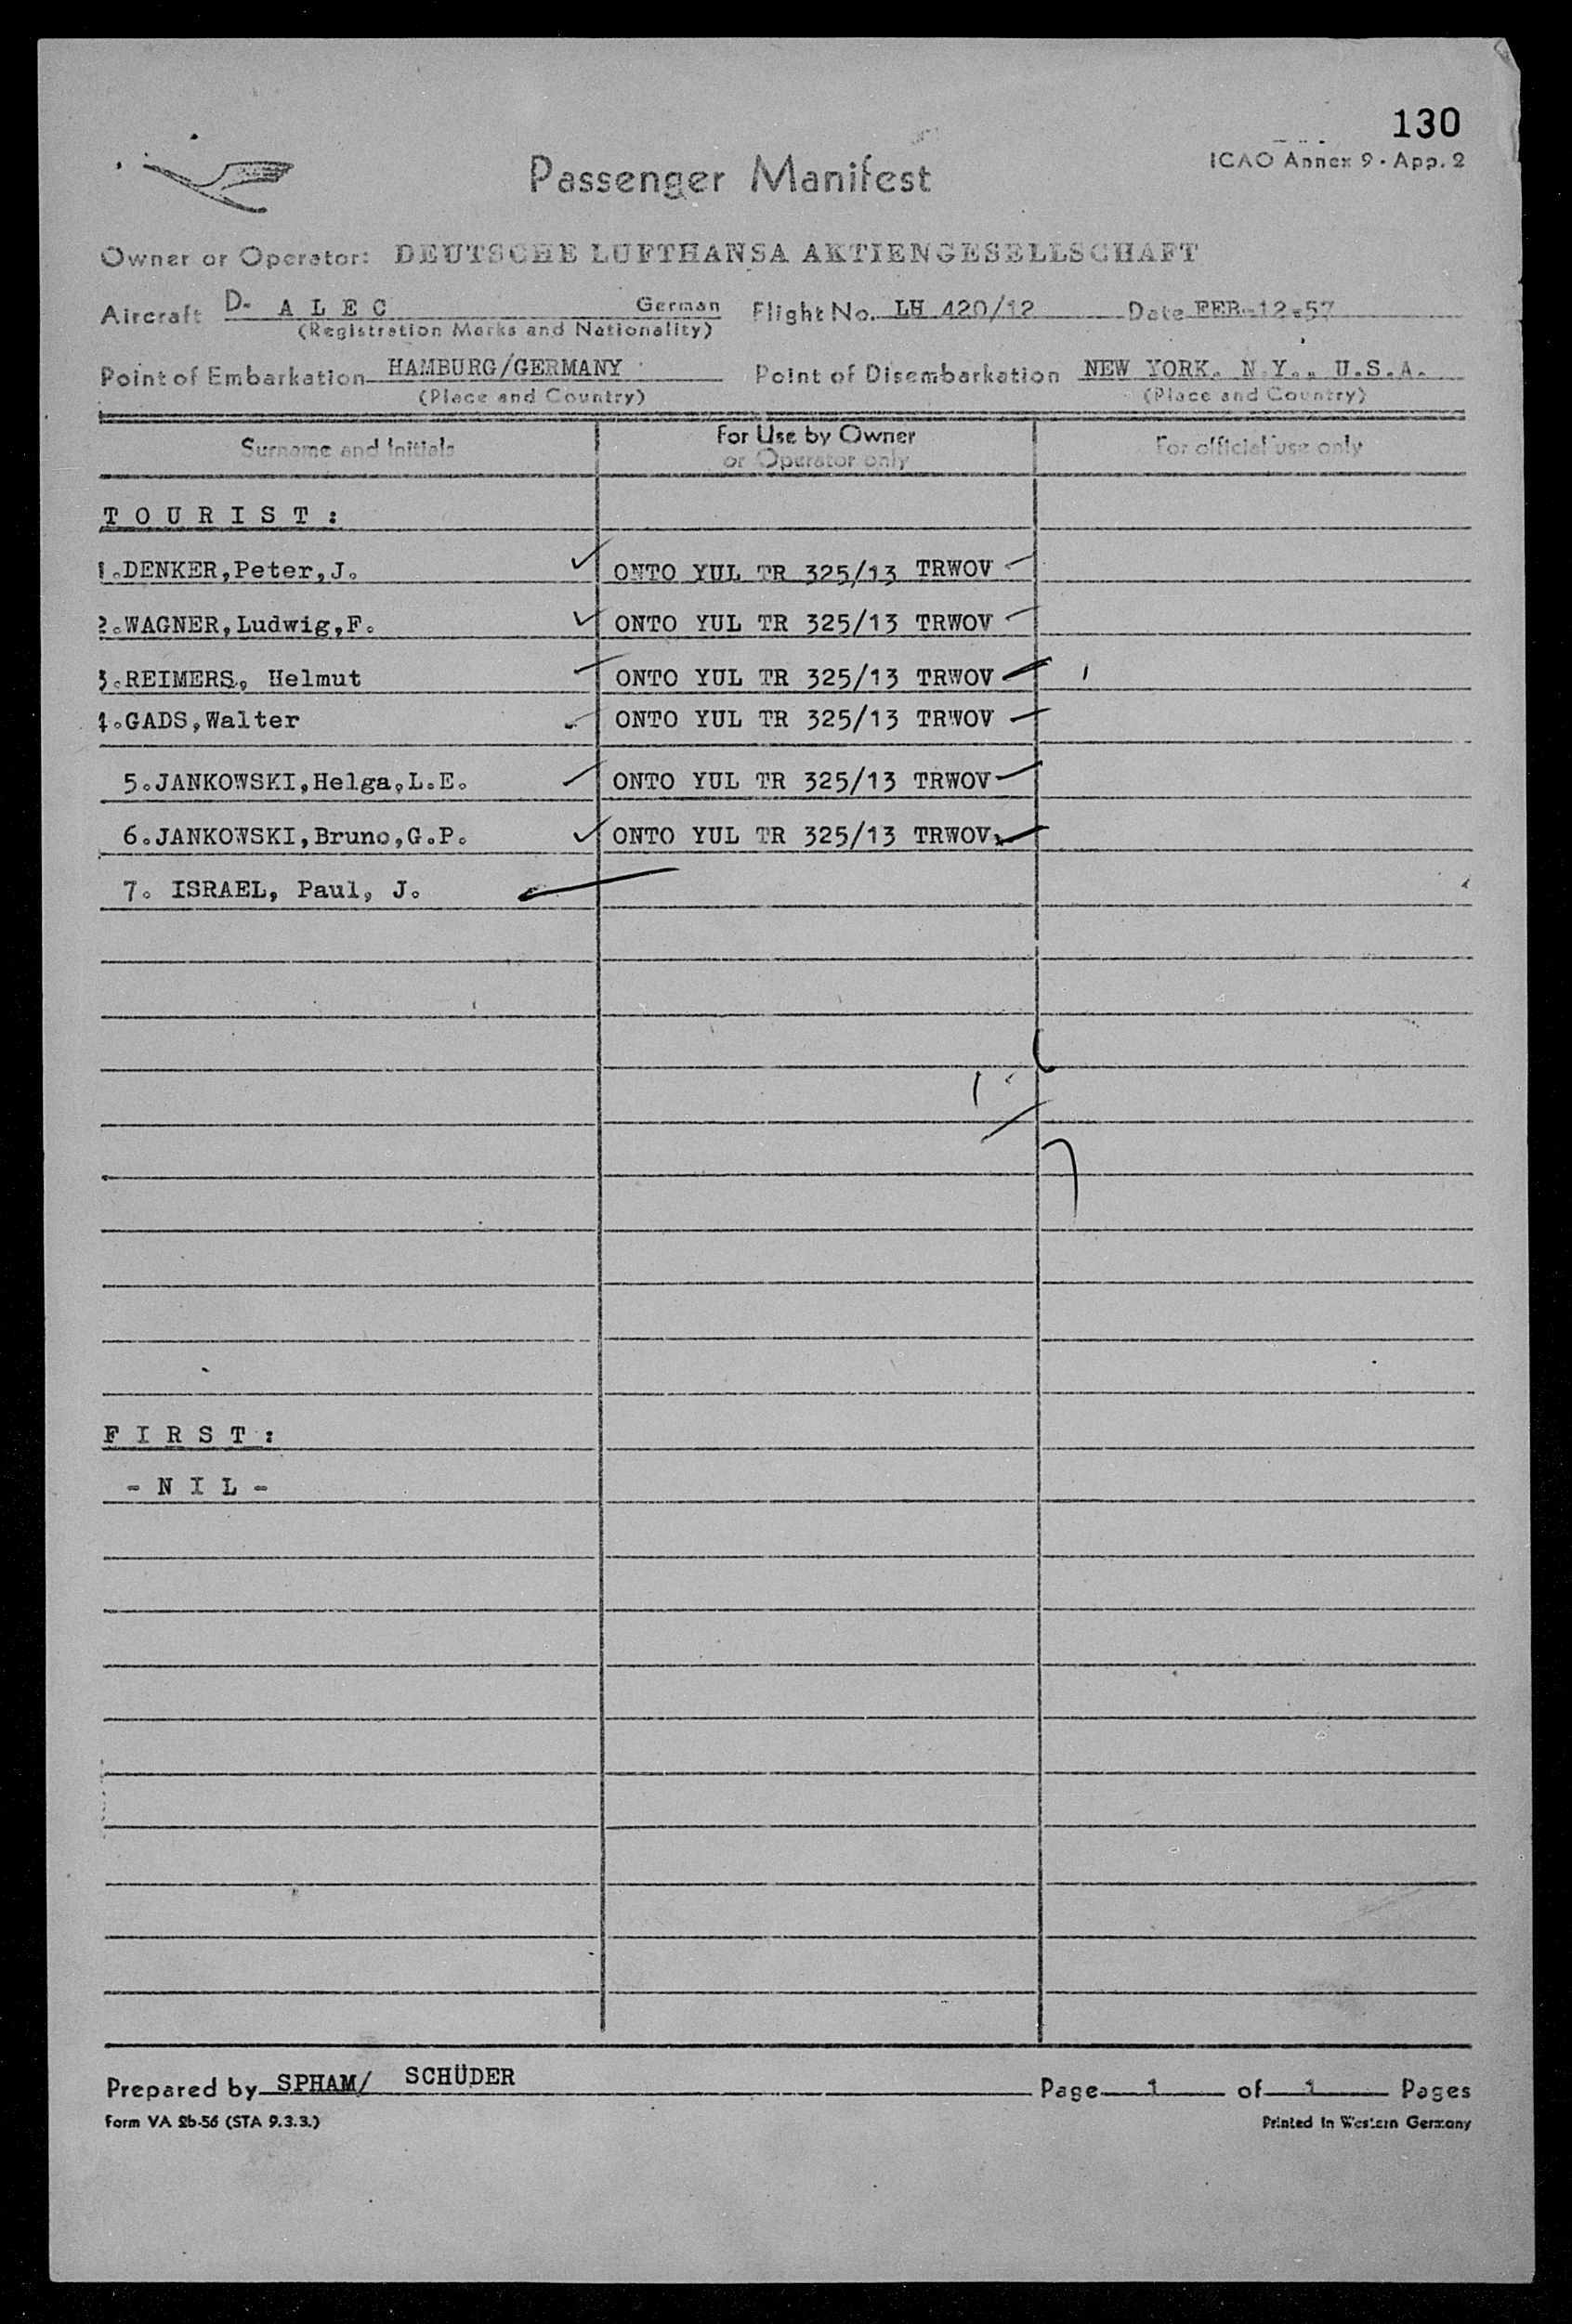 130
ICAO Annex 9 - App. 2
Passenger Manifest
Owner or Operator: DEUTSCHE LUFTHANSA AKTIENGESELLSCHAFT
Aircraft D- A L E C German Flight No. LH 420/12 Date FEB-12-57
(Registration Marks and Nationality)
Point of Embarkation HAMBURG/GERMANY Point of Disembarkation NEW YORK. N.Y., U.S.A.
(Place and Country) (Place and Country)
Surname and Initials For Use by Owner or Operator only For official use only
T O U R I S T :
1.DENKER,Peter,J. ONTO YUL TR 325/13 TRWOV
2.WAGNER,Ludwig,F. ONTO YUL TR 325/13 TRWOV
3.REIMERS, Helmut ONTO YUL TR 325/13 TRWOV
4.GADS,Walter ONTO YUL TR 325/13 TRWOV
5.JANKOWSKI,Helga,L.E. ONTO YUL TR 325/13 TRWOV
6.JANKOWSKI,Bruno,G.P. ONTO YUL TR 325/13 TRWOV
7. ISRAEL, Paul, J.
F I R S T :
- N I L -
Prepared by SPHAM/ SCHÜDER Page 1 of 1 Pages
Form VA 2b-56 (STA 9.3.3.) Printed in Western Germany